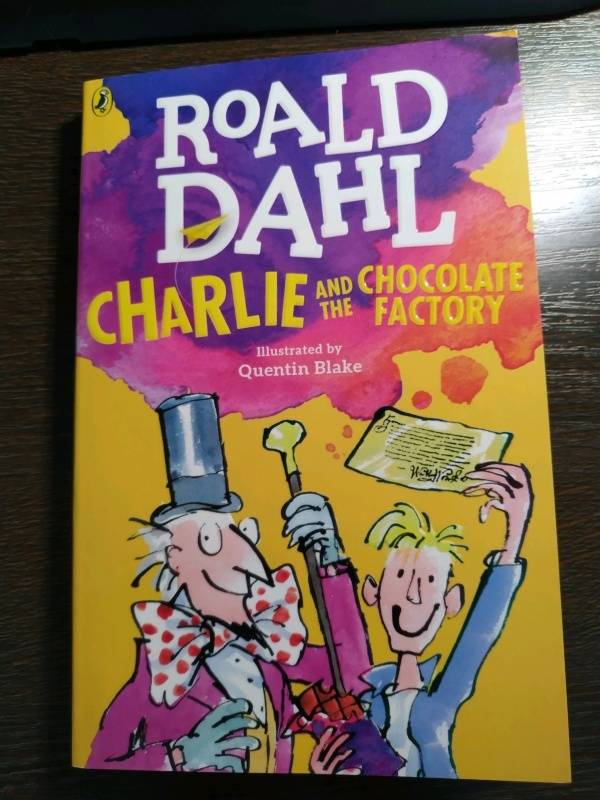 ROALD
DAHL
CHARLIE AND THE CHOCOLATE FACTORY
Illustrated by
Quentin Blake